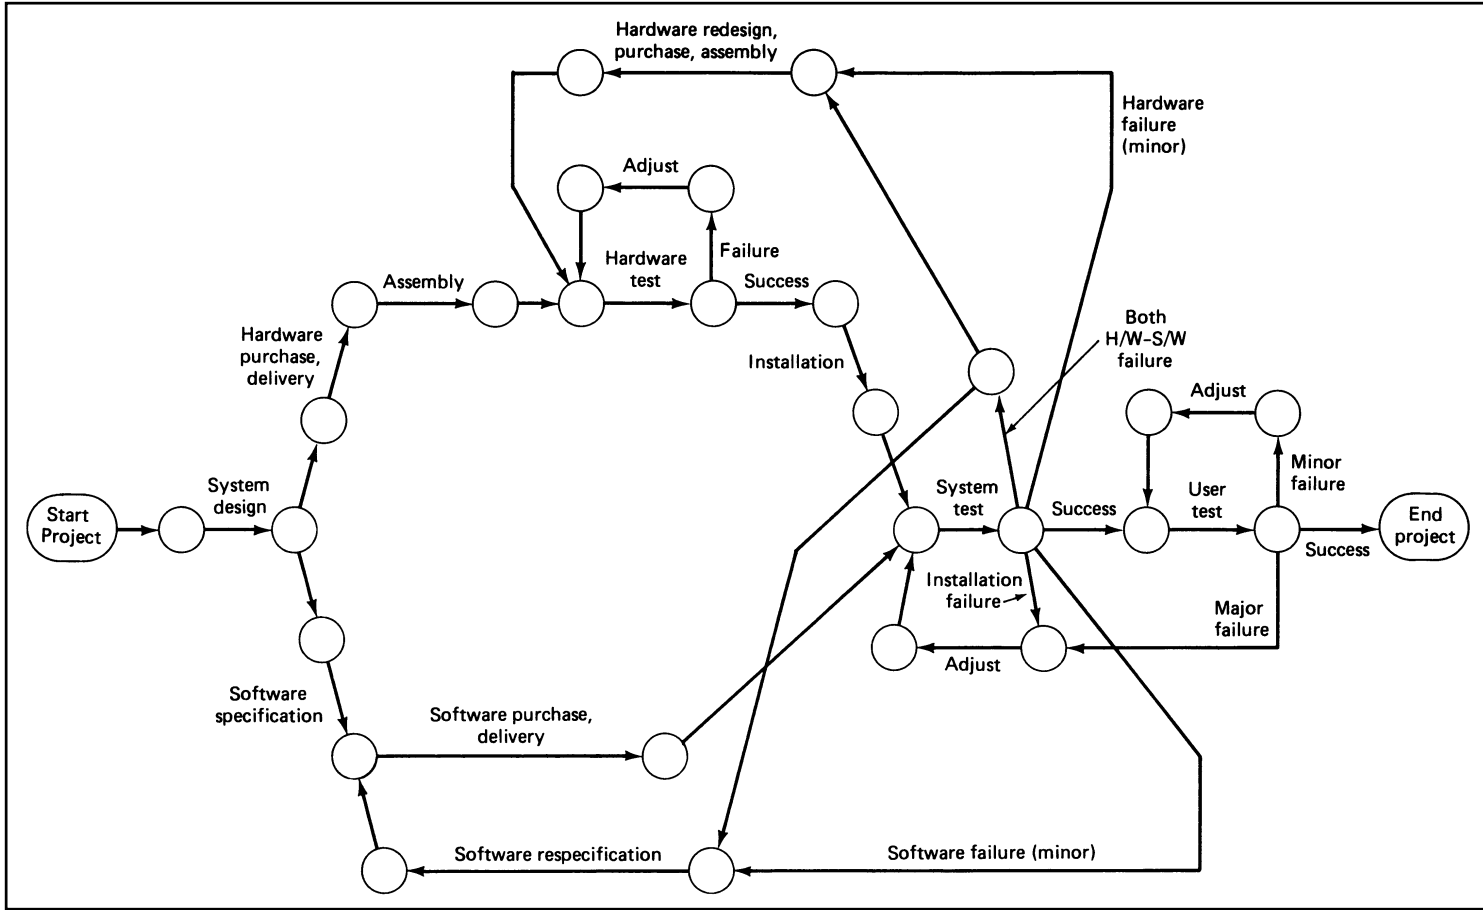 Hardware redesign,
purchase, assembly
Hardware
failure
(minor)
Adjust
Failure
Hardware
test
Success
Assembly
Hardware
purchase,
delivery
Installation
Both
H/W–S/W
failure
Adjust
Minor
failure
Start
Project
System
design
System
test
Success
User
test
Success
End
project
Installation
failure
Major
failure
Adjust
Software
specification
Software purchase,
delivery
Software respecification
Software failure (minor)